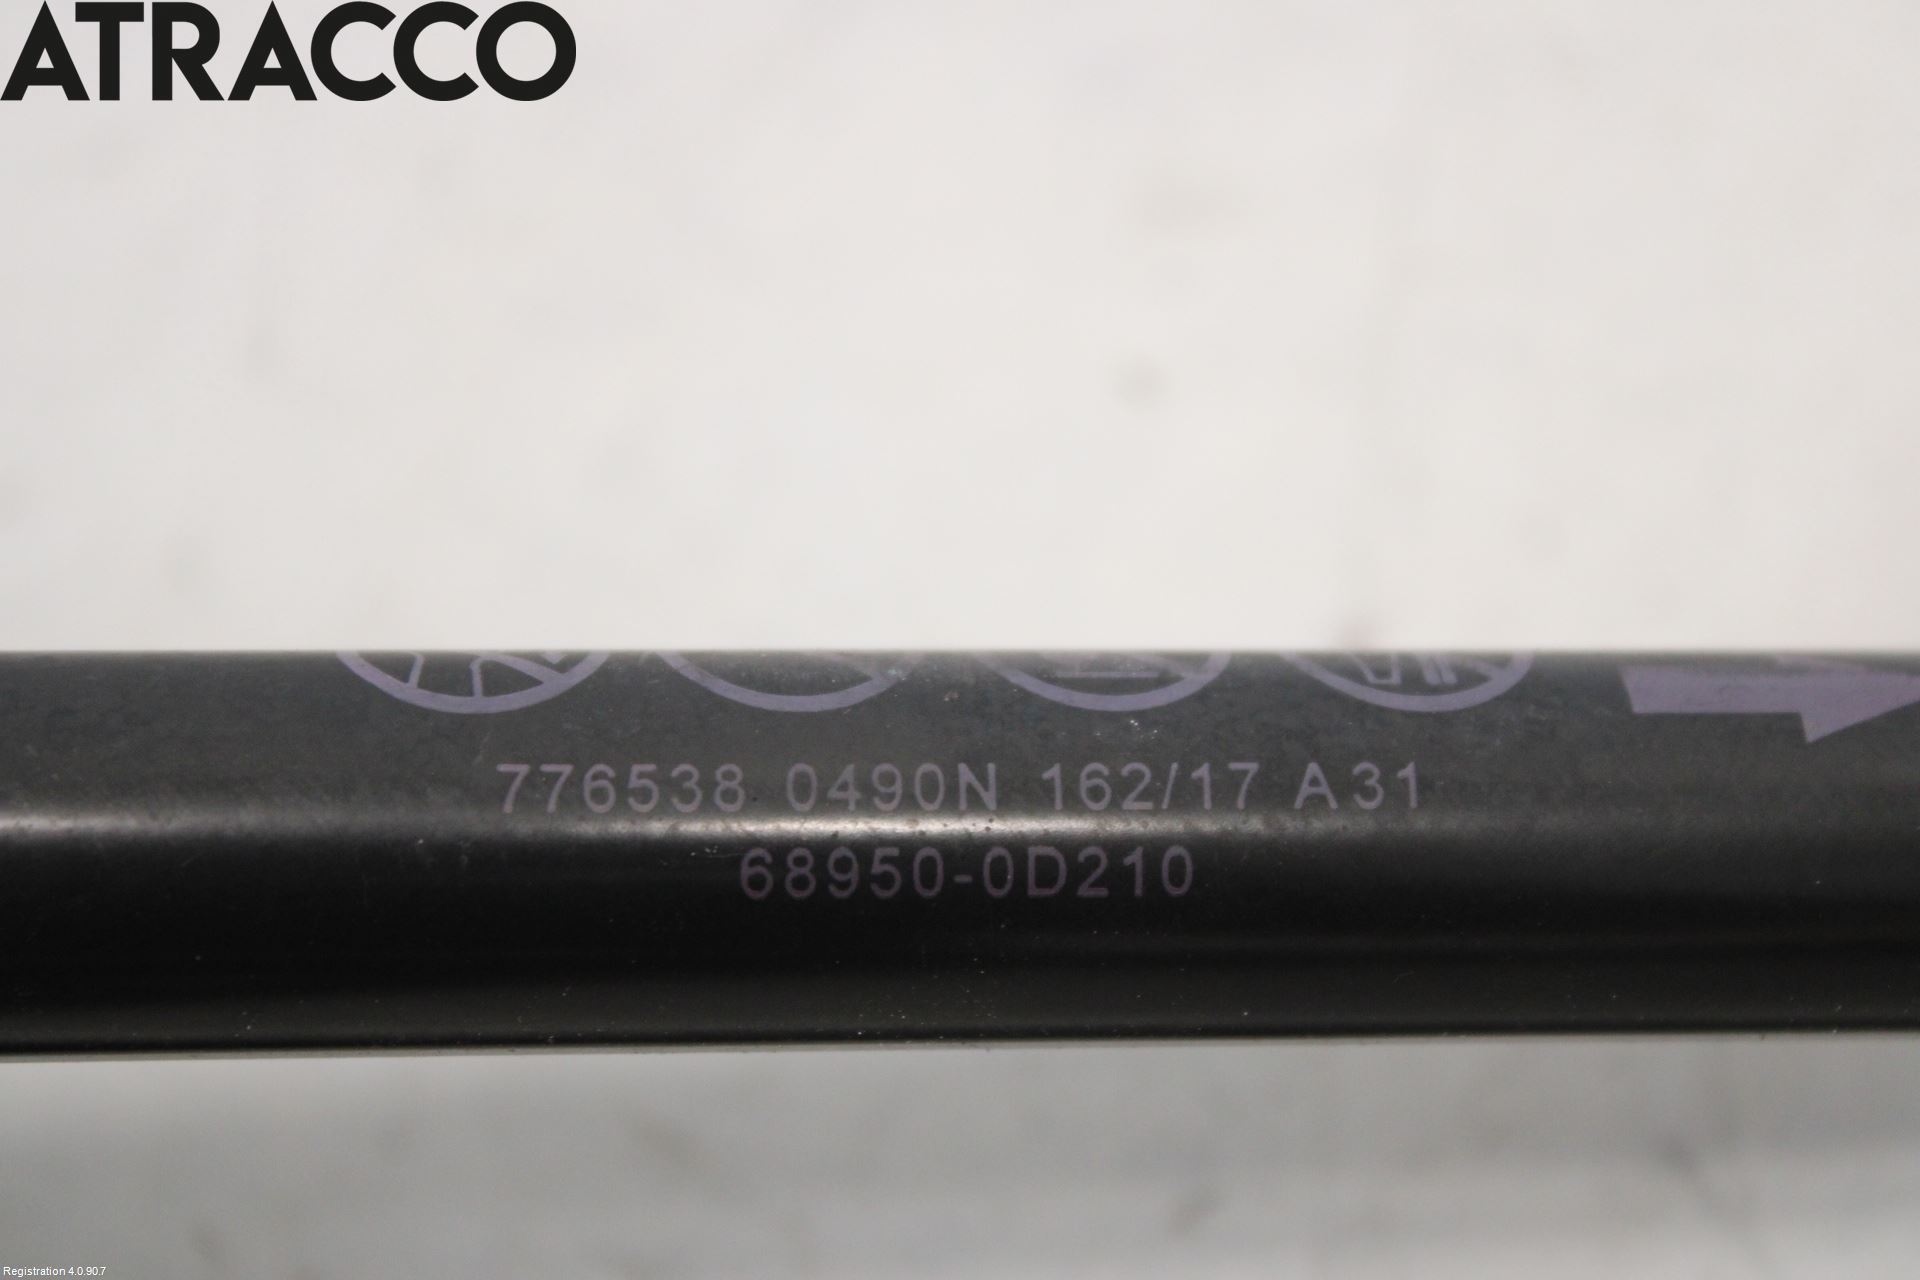 ATRACCO
776538 0490N 162/17 A31
68950-0D210
Registration 4.0.90.7